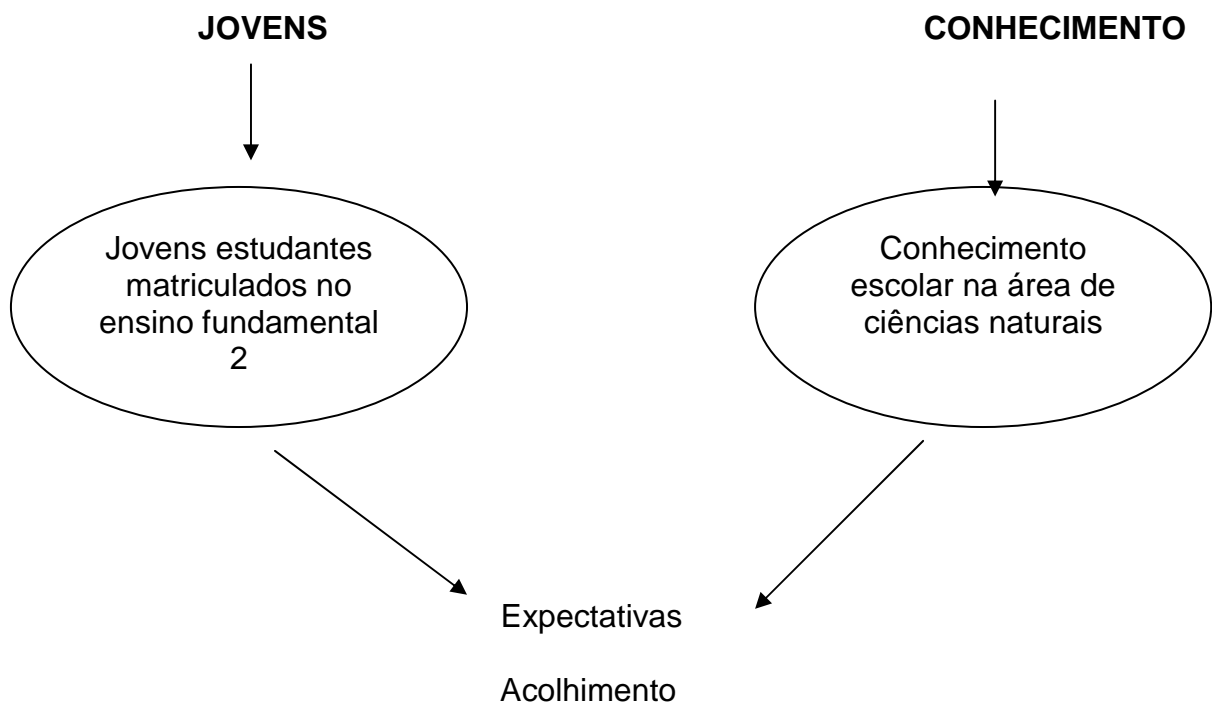 JOVENS
CONHECIMENTO
Jovens estudantes
matriculados no
ensino fundamental
2
Conhecimento
escolar na área de
ciências naturais
Expectativas
Acolhimento